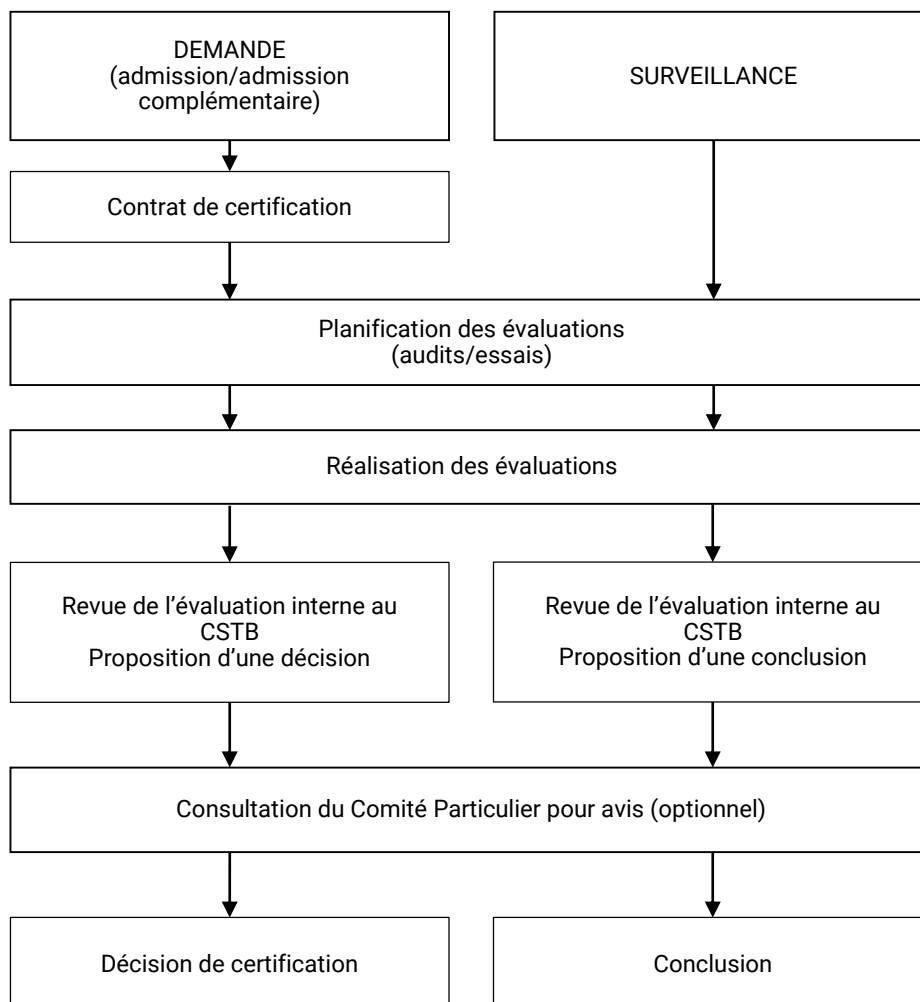 DEMANDE
(admission/admission
complémentaire)
SURVEILLANCE
Contrat de certification
Planification des évaluations
(audits/essais)
Réalisation des évaluations
Revue de l’évaluation interne au
CSTB
Proposition d’une décision
Revue de l’évaluation interne au
CSTB
Proposition d’une conclusion
Consultation du Comité Particulier pour avis (optionnel)
Décision de certification
Conclusion